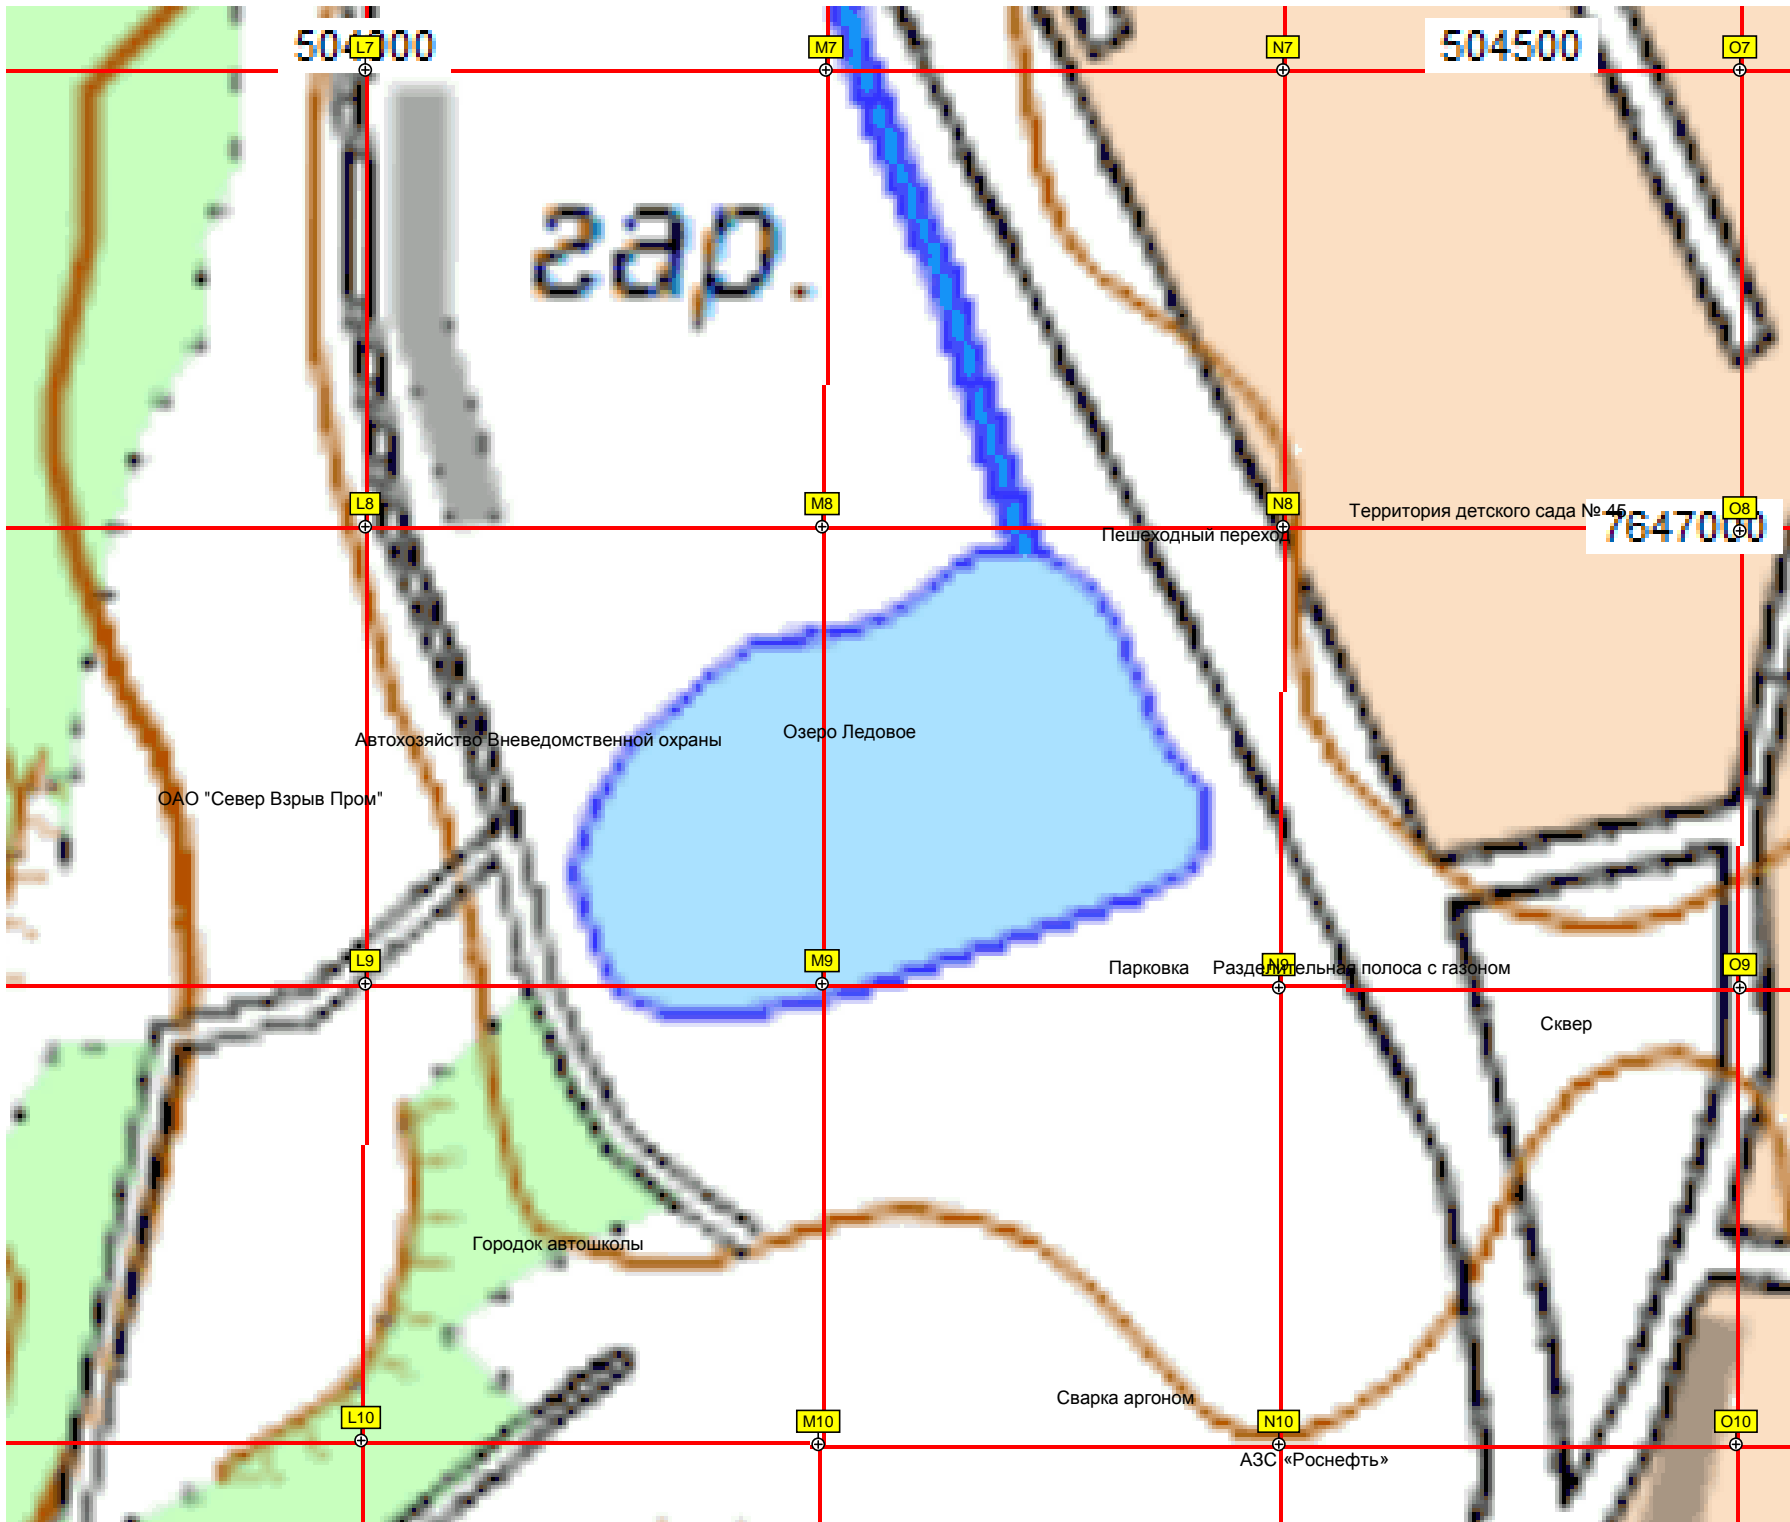 L7
M7
N7
504500
O7
гар.
L8
M8
N8
Территория детского сада № 45
O8
7647000
Пешеходный переход
Озеро Ледовое
Автохозяйство Вневедомственной охраны
ОАО "Север Взрыв Пром"
L9
M9
Парковка
N9
Разделительная полоса с газоном
O9
Сквер
Городок автошколы
Сварка аргоном
L10
M10
N10
O10
АЗС «Роснефть»